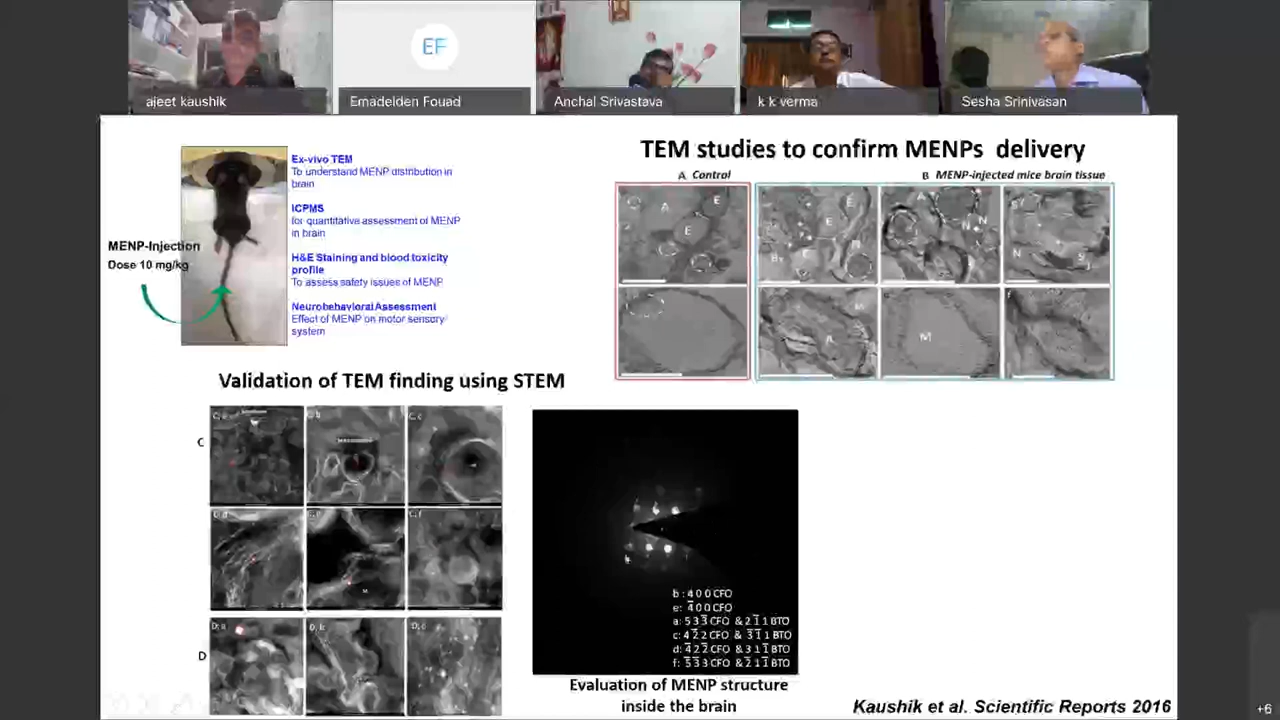 EF
ajeet kaushik
Emadelden Fouad
Anchal Srivastava
k k verma
Sesha Srinivasan
TEM studies to confirm MENPs delivery
A Control
B MENP-injected mice brain tissue
Ex-vivo TEM
To understand MENP distribution in
brain
ICPMS
for quantitative assessment of MENP
in brain
H&E Staining and blood toxicity
profile
To assess safety issues of MENP
Neurobehavioral Assessment
Effect of MENP on motor sensory
system
MENP-Injection
Dose 10 mg/kg
A
E
E
E
E
A
N
N
N
S
M
A
M
Validation of TEM finding using STEM
C
D
M
b : 4 0 0 CFO
e: 4̅ 0 0 CFO
a: 5 3 3̅ CFO & 2 1̅ 1 BTO
c: 4 2̅ 2 CFO & 3̅ 1 1 BTO
d: 4̅ 2 2̅ CFO & 3 1 1̅ BTO
f: 5̅ 3̅ 3 CFO & 2̅ 1 1̅ BTO
Evaluation of MENP structure
inside the brain
Kaushik et al. Scientific Reports 2016
+6